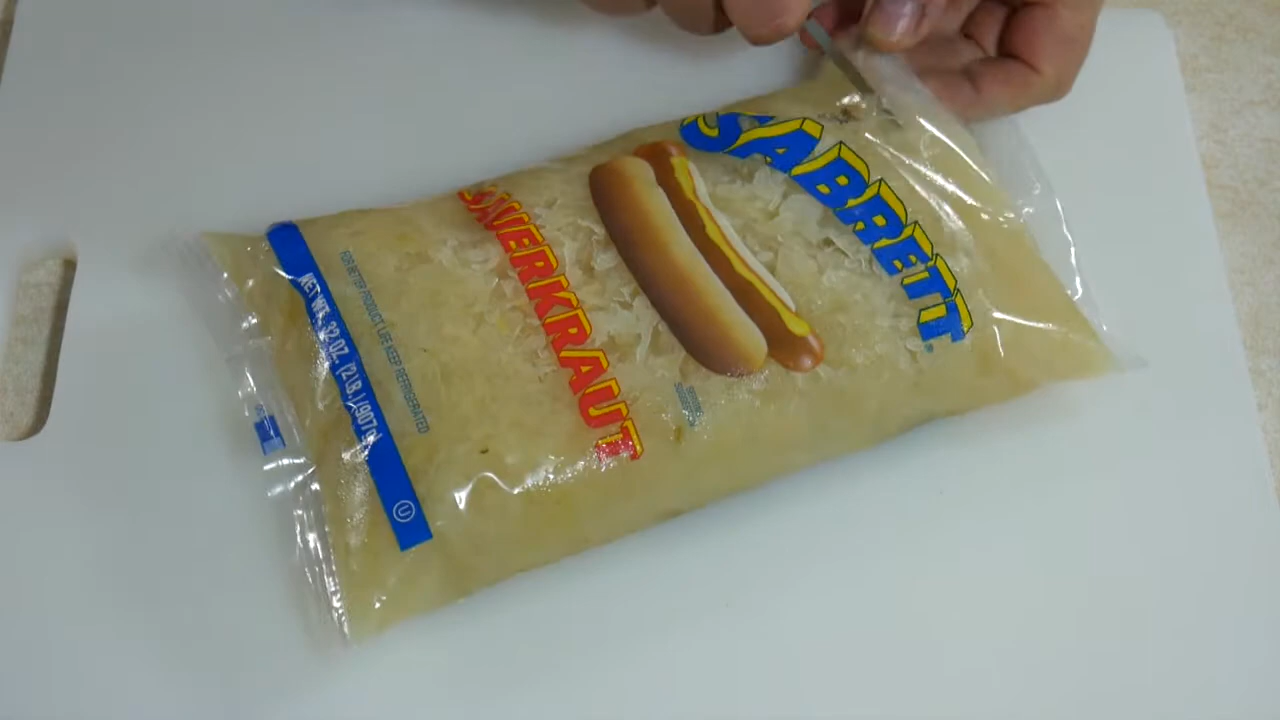 SABRETT
SAUERKRAUT
FOR BETTER PRODUCT LIFE KEEP REFRIGERATED
NET WT. 32 OZ. (2 LB.) (907g)
U